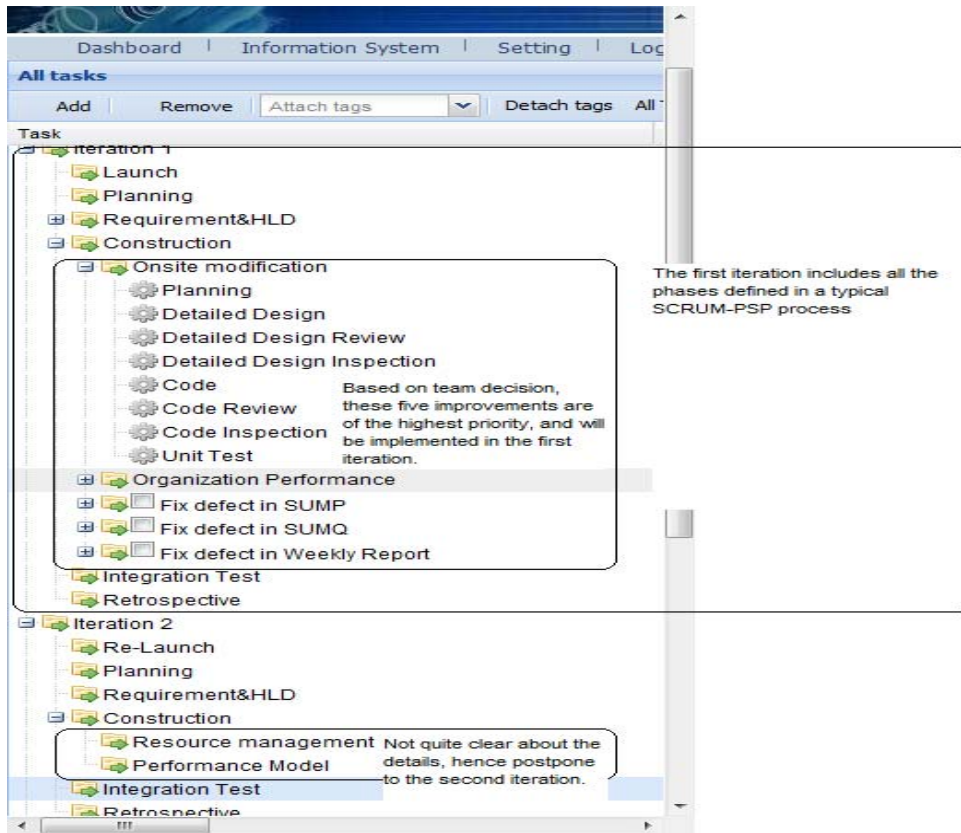 Dashboard | Information System | Setting | Log
All tasks
Add Remove Attach tags Detach tags All
Task
Iteration 1
Launch
Planning
Requirement&HLD
Construction
Onsite modification
Planning
Detailed Design
Detailed Design Review
Detailed Design Inspection
Code
Code Review
Code Inspection
Unit Test
Organization Performance
Fix defect in SUMP
Fix defect in SUMQ
Fix defect in Weekly Report
Integration Test
Retrospective
The first iteration includes all the
phases defined in a typical
SCRUM-PSP process
Based on team decision,
these five improvements are
of the highest priority, and will
be implemented in the first
iteration.
Iteration 2
Re-Launch
Planning
Requirement&HLD
Construction
Resource management
Performance Model
Not quite clear about the
details, hence postpone
to the second iteration.
Integration Test
Retrospective